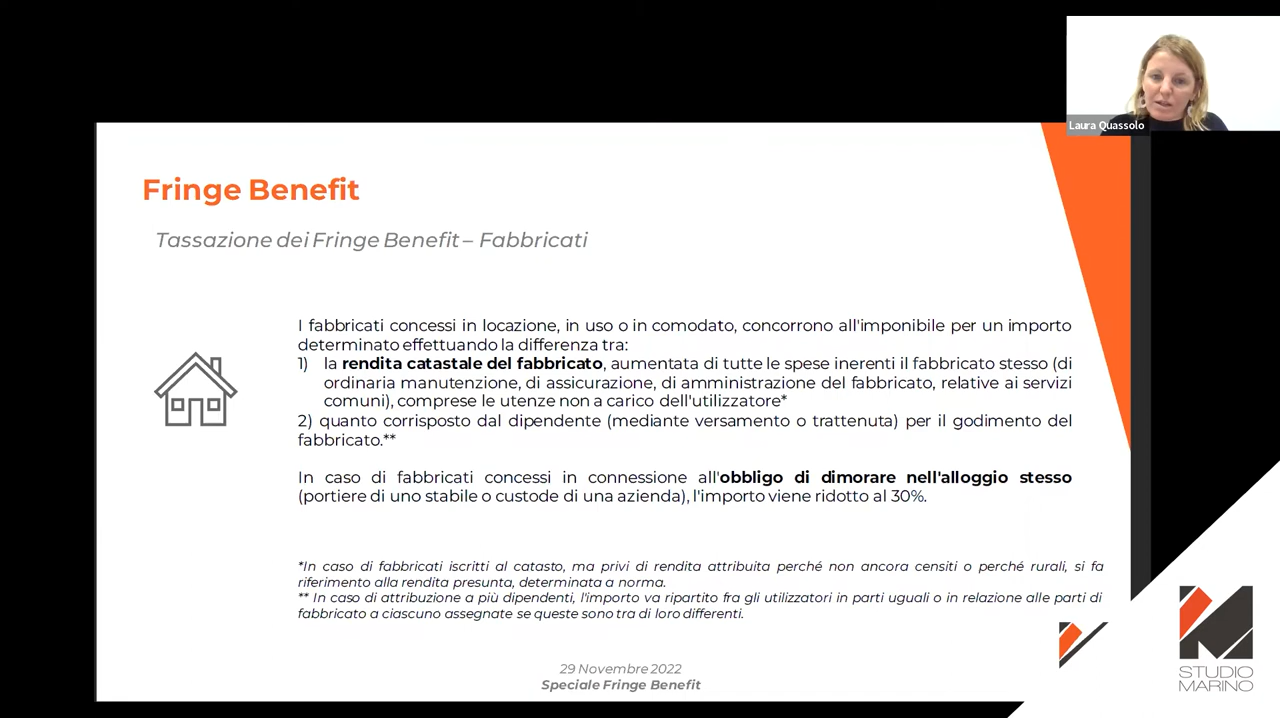 Laura Quassolo
Fringe Benefit
Tassazione dei Fringe Benefit – Fabbricati
I fabbricati concessi in locazione, in uso o in comodato, concorrono all'imponibile per un importo
determinato effettuando la differenza tra:
1) la rendita catastale del fabbricato, aumentata di tutte le spese inerenti il fabbricato stesso (di
ordinaria manutenzione, di assicurazione, di amministrazione del fabbricato, relative ai servizi
comuni), comprese le utenze non a carico dell'utilizzatore*
2) quanto corrisposto dal dipendente (mediante versamento o trattenuta) per il godimento del
fabbricato.**
In caso di fabbricati concessi in connessione all'obbligo di dimorare nell'alloggio stesso
(portiere di uno stabile o custode di una azienda), l'importo viene ridotto al 30%.
*In caso di fabbricati iscritti al catasto, ma privi di rendita attribuita perché non ancora censiti o perché rurali, si fa
riferimento alla rendita presunta, determinata a norma.
** In caso di attribuzione a più dipendenti, l'importo va ripartito fra gli utilizzatori in parti uguali o in relazione alle parti di
fabbricato a ciascuno assegnate se queste sono tra di loro differenti.
29 Novembre 2022
Speciale Fringe Benefit
STUDIO
MARINO